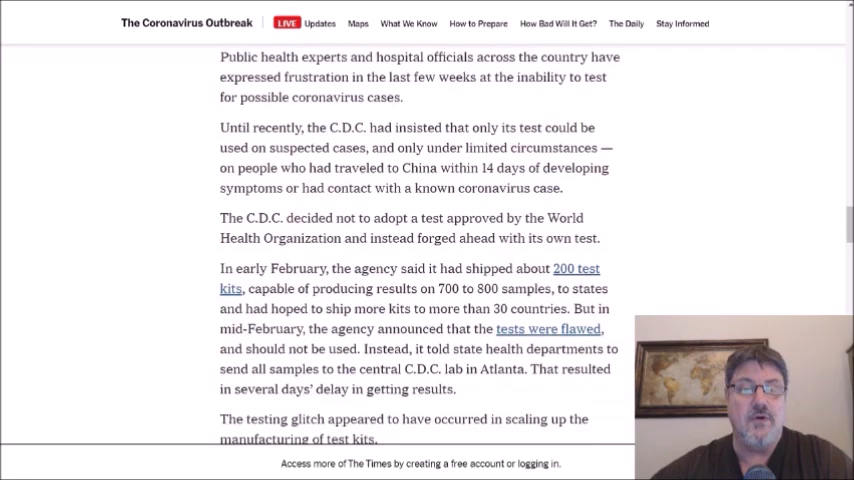 The Coronavirus Outbreak LIVE Updates Maps What We Know How to Prepare How Bad Will It Get? The Daily Stay Informed
Public health experts and hospital officials across the country have
expressed frustration in the last few weeks at the inability to test
for possible coronavirus cases.
Until recently, the C.D.C. had insisted that only its test could be
used on suspected cases, and only under limited circumstances —
on people who had traveled to China within 14 days of developing
symptoms or had contact with a known coronavirus case.
The C.D.C. decided not to adopt a test approved by the World
Health Organization and instead forged ahead with its own test.
In early February, the agency said it had shipped about 200 test
kits, capable of producing results on 700 to 800 samples, to states
and had hoped to ship more kits to more than 30 countries. But in
mid-February, the agency announced that the tests were flawed,
and should not be used. Instead, it told state health departments to
send all samples to the central C.D.C. lab in Atlanta. That resulted
in several days’ delay in getting results.
The testing glitch appeared to have occurred in scaling up the
manufacturing of test kits.
Access more of The Times by creating a free account or logging in.